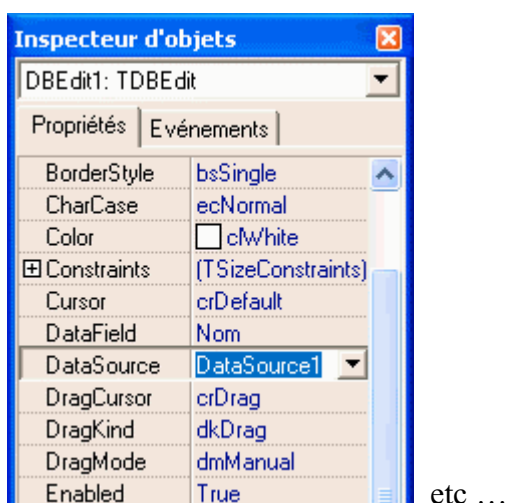 Inspecteur d'objets
DBEdit1: TDBEdit
Propriétés Evénements
BorderStyle bsSingle
CharCase ecNormal
Color clWhite
Constraints (TSizeConstraints)
Cursor crDefault
DataField Nom
DataSource DataSource1
DragCursor crDrag
DragKind dkDrag
DragMode dmManual
Enabled True etc …